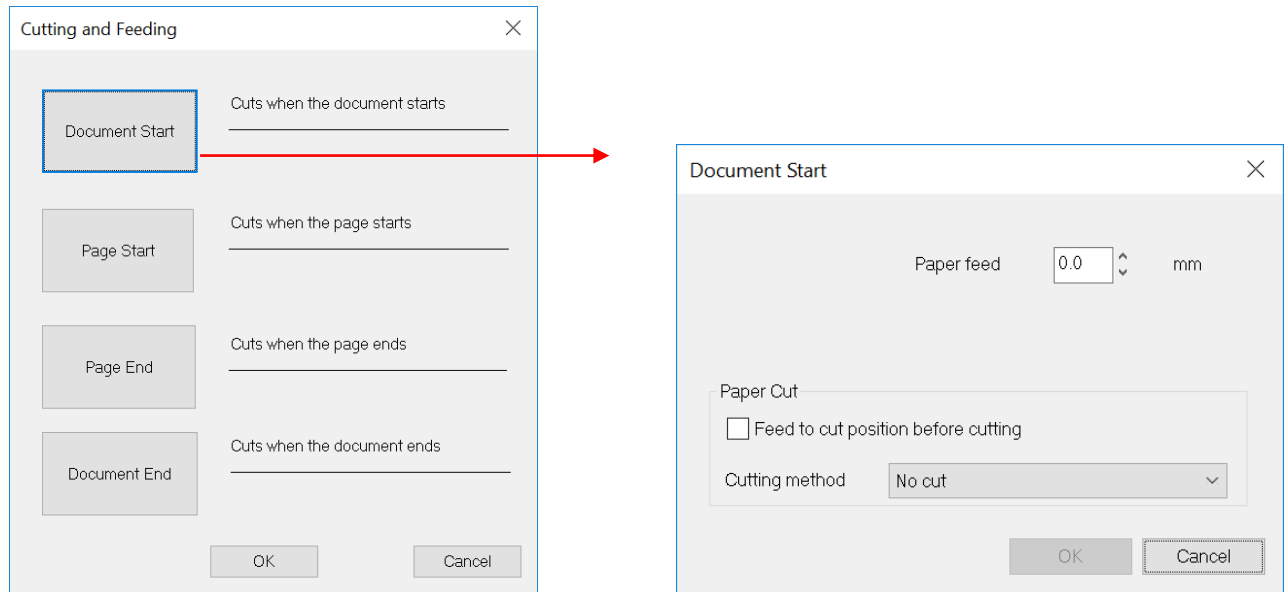 Cutting and Feeding
Document Start
Cuts when the document starts
Page Start
Cuts when the page starts
Page End
Cuts when the page ends
Document End
Cuts when the document ends
OK
Cancel
Document Start
Paper feed
0.0
mm
Paper Cut
Feed to cut position before cutting
Cutting method
No cut
OK
Cancel